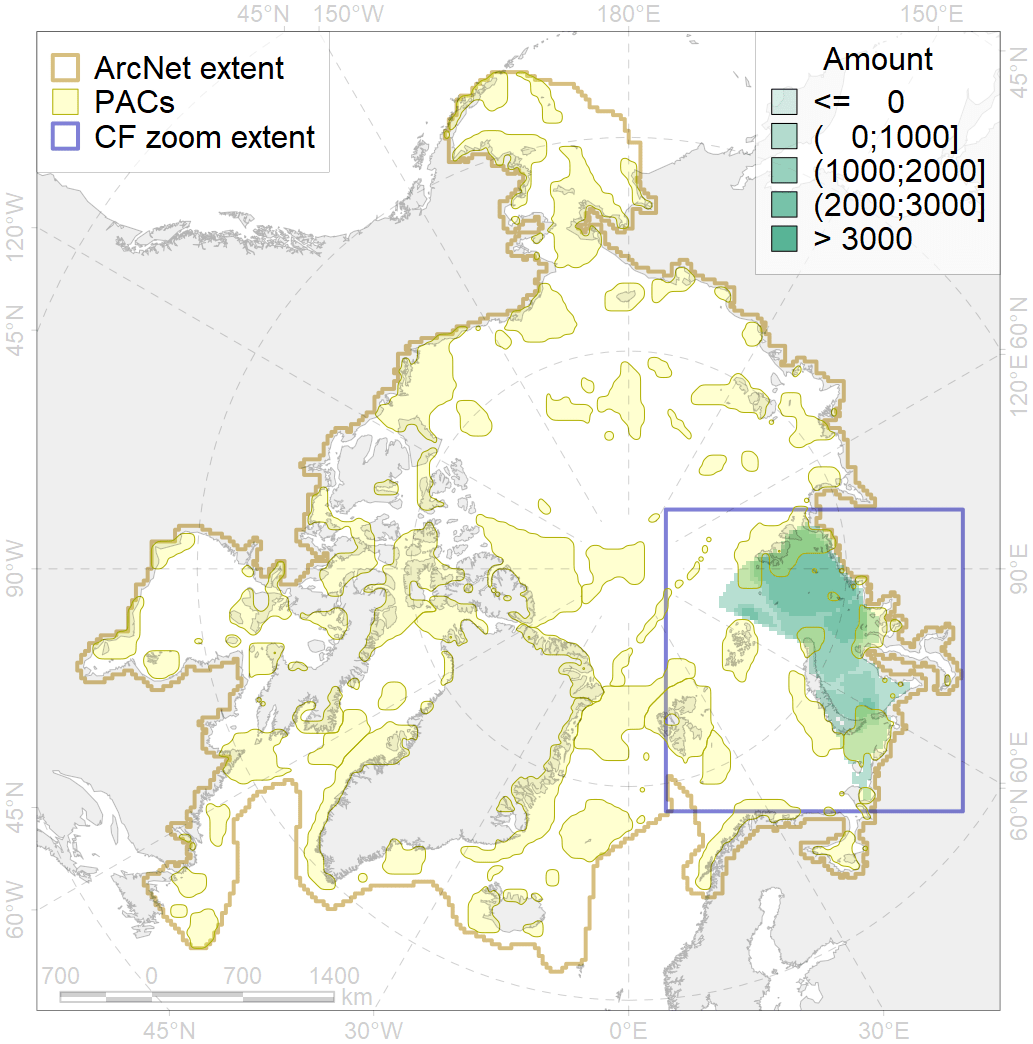 45°N 150°W 180°E 150°E
ArcNet extent
PACs
CF zoom extent
Amount
<= 0
( 0;1000]
(1000;2000]
(2000;3000]
> 3000
45°N
120°W
60°N
45°N
120°E
90°W
90°E
60°E
45°N
60°N
60°W
700 0 700 1400
km
45°W 30°W 0°E 30°E